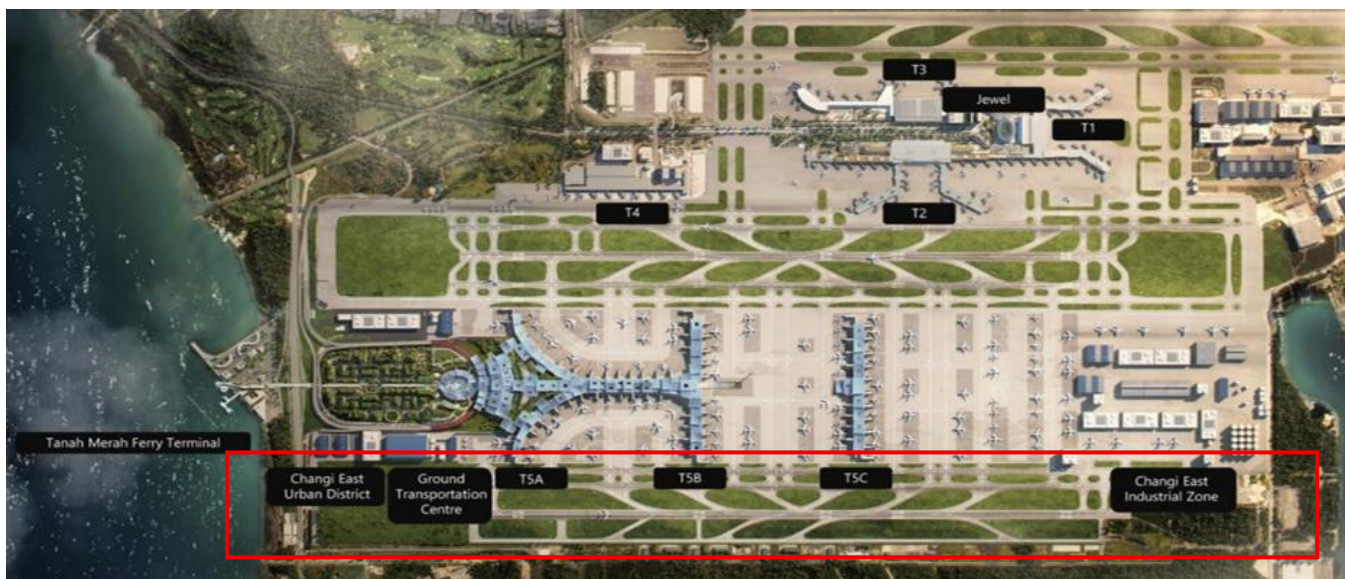 T3
Jewel
T1
T4
T2
Tanah Merah Ferry Terminal
Changi East
Urban District
Ground
Transportation
Centre
T5A
T5B
T5C
Changi East
Industrial Zone